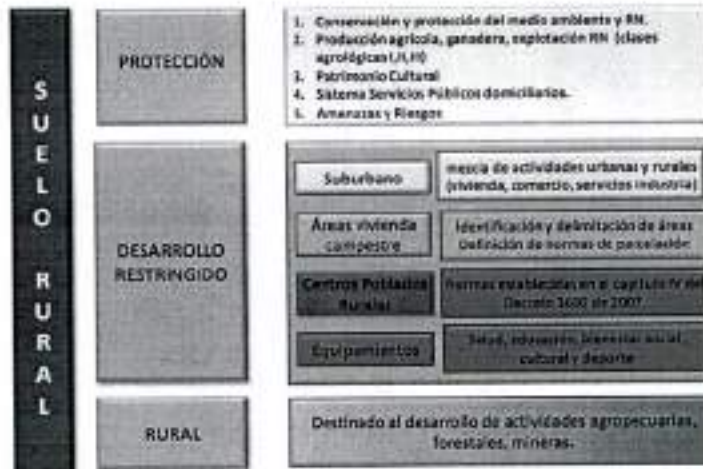 SUELO RURAL
PROTECCIÓN
1. Conservación y protección del medio ambiente y RN.
2. Producción agrícola, ganadera, explotación RN (clases
agrológicas I,II,III)
3. Patrimonio Cultural
4. Sistema Servicios Públicos domiciliarios.
5. Amenazas y Riesgos
DESARROLLO
RESTRINGIDO
Suburbano
mezcla de actividades urbanas y rurales
(vivienda, comercio, servicios industria)
Áreas vivienda
campestre
Identificación y delimitación de áreas
Definición de normas de parcelación
Centros Poblados
Rurales
Normas establecidas en el capitulo IV del
Decreto 3600 de 2007
Equipamientos
Salud, educación, bienestar social,
cultural y deporte
RURAL
Destinado al desarrollo de actividades agropecuarias,
forestales, mineras.